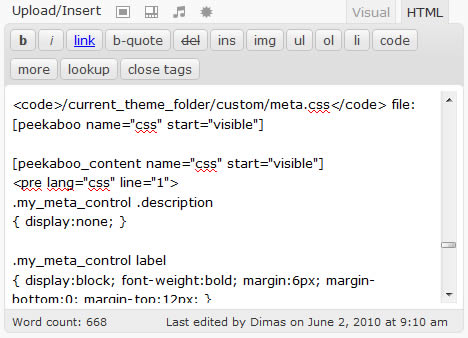 Upload/Insert Visual HTML
b i link b-quote del ins img ul ol li code
more lookup close tags
<code>/current_theme_folder/custom/meta.css</code> file:
[peekaboo name="css" start="visible"]
[peekaboo_content name="css" start="visible"]
<pre lang="css" line="1">
.my_meta_control .description
{ display:none; }
.my_meta_control label
{ display:block; font-weight:bold; margin:6px; margin-
bottom:0; margin-top:12px; }
Word count: 668 Last edited by Dimas on June 2, 2010 at 9:10 am